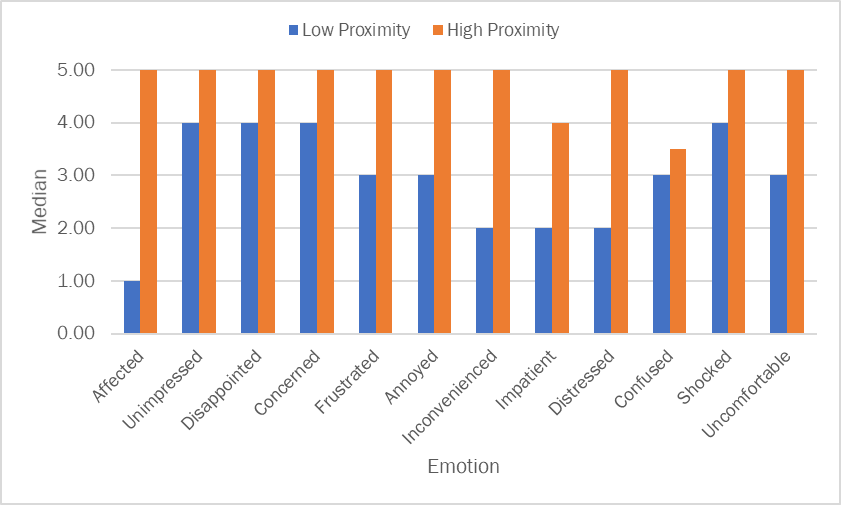 Low Proximity High Proximity
5.00
4.00
3.00
2.00
1.00
0.00
Median
Affected
Unimpressed
Disappointed
Concerned
Frustrated
Annoyed
Inconvenienced
Impatient
Distressed
Confused
Shocked
Uncomfortable
Emotion